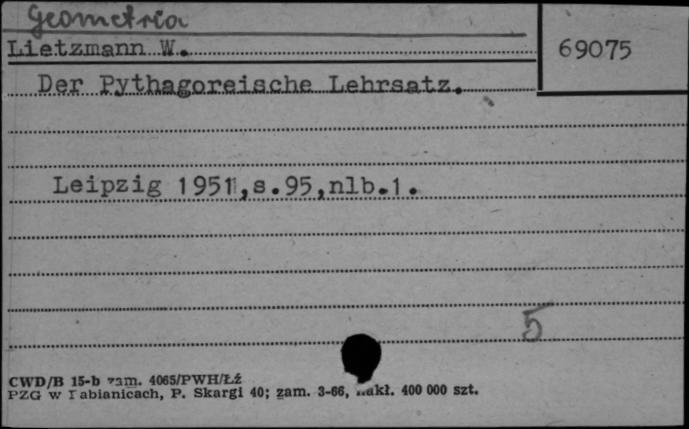 Geometria
Lietzmann W.
69075
Der Pythagoreische Lehrsatz.
Leipzig 1951,s.95,nlb.1.
5
CWD/B 15-b zam. 4065/PWH/Łź
PZG w Pabianicach, P. Skargi 40; zam. 3-66, nakł. 400 000 szt.